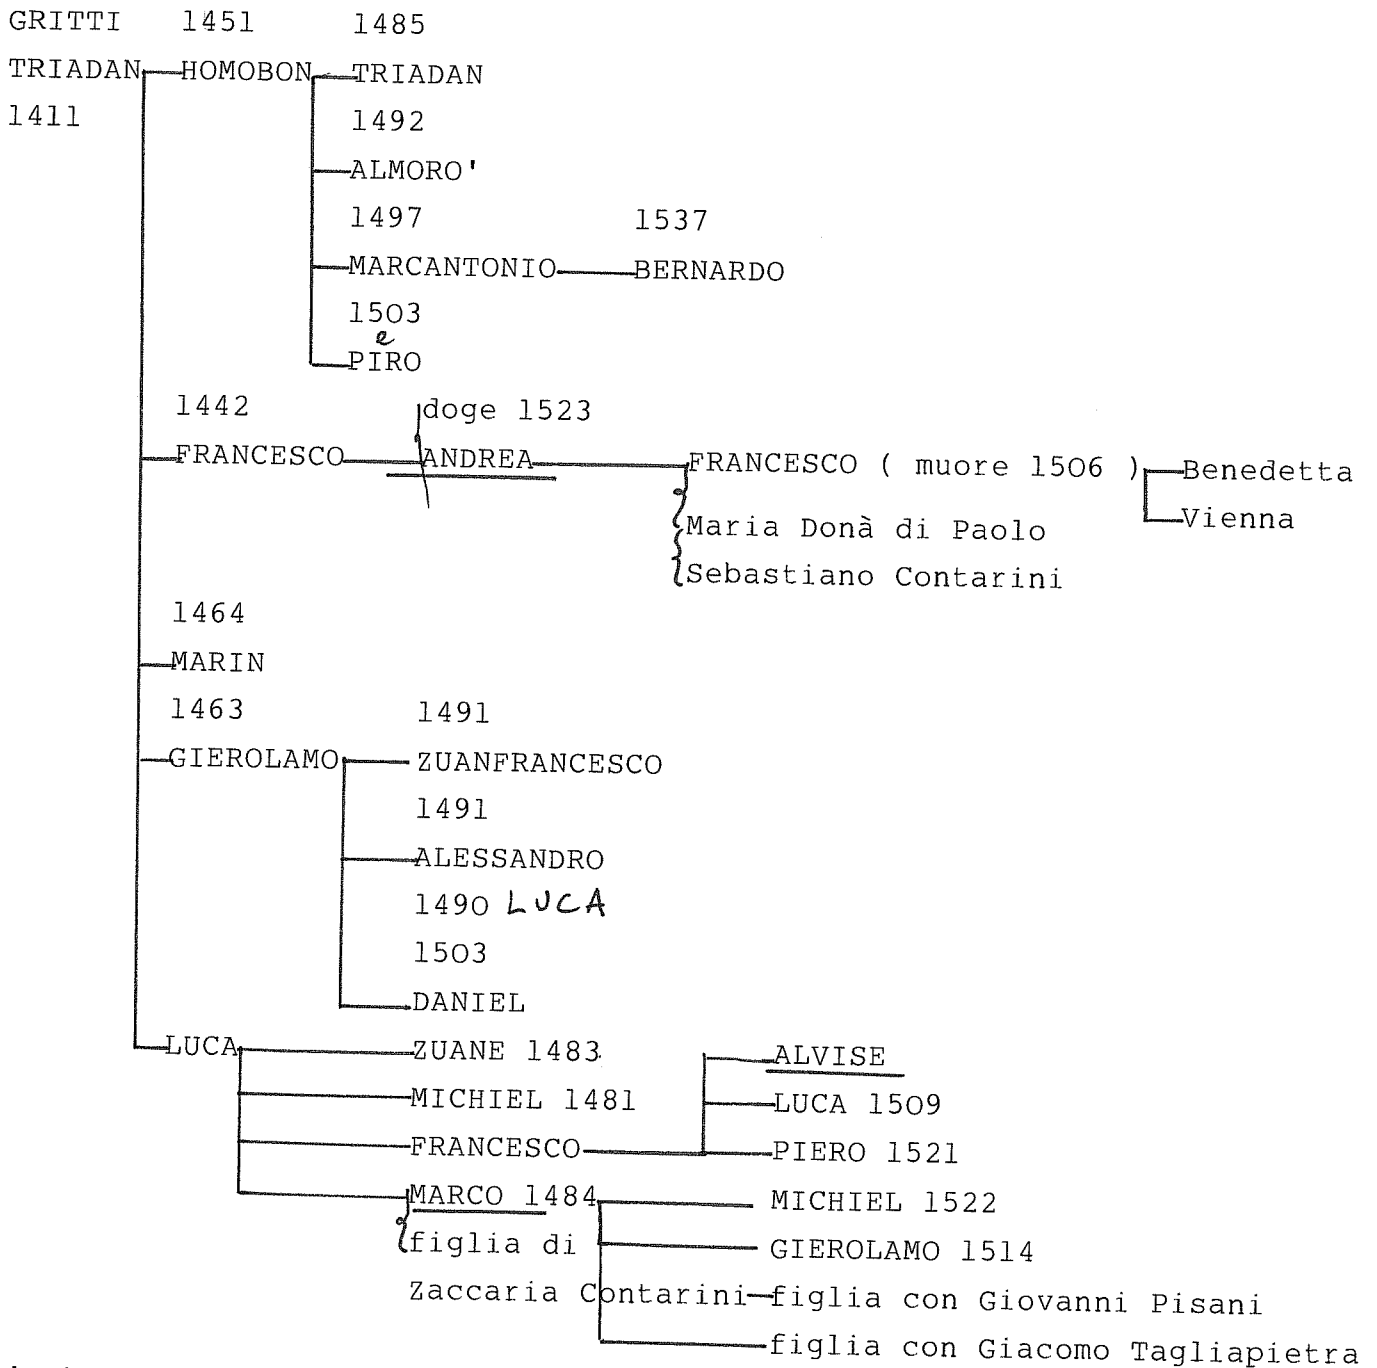 GRITTI 1451 1485
TRIADAN HOMOBON TRIADAN
1411 1492
ALMORO'
1497 1537
MARCANTONIO BERNARDO
1503
e
PIRO
1442 doge 1523
FRANCESCO ANDREA FRANCESCO ( muore 1506 ) Benedetta
Vienna
Maria Donà di Paolo
Sebastiano Contarini
1464
MARIN
1463 1491
GIEROLAMO ZUANFRANCESCO
1491
ALESSANDRO
1490 LUCA
1503
DANIEL
LUCA ZUANE 1483 ALVISE
MICHIEL 1481 LUCA 1509
FRANCESCO PIERO 1521
MARCO 1484 MICHIEL 1522
figlia di GIEROLAMO 1514
Zaccaria Contarini figlia con Giovanni Pisani
figlia con Giacomo Tagliapietra